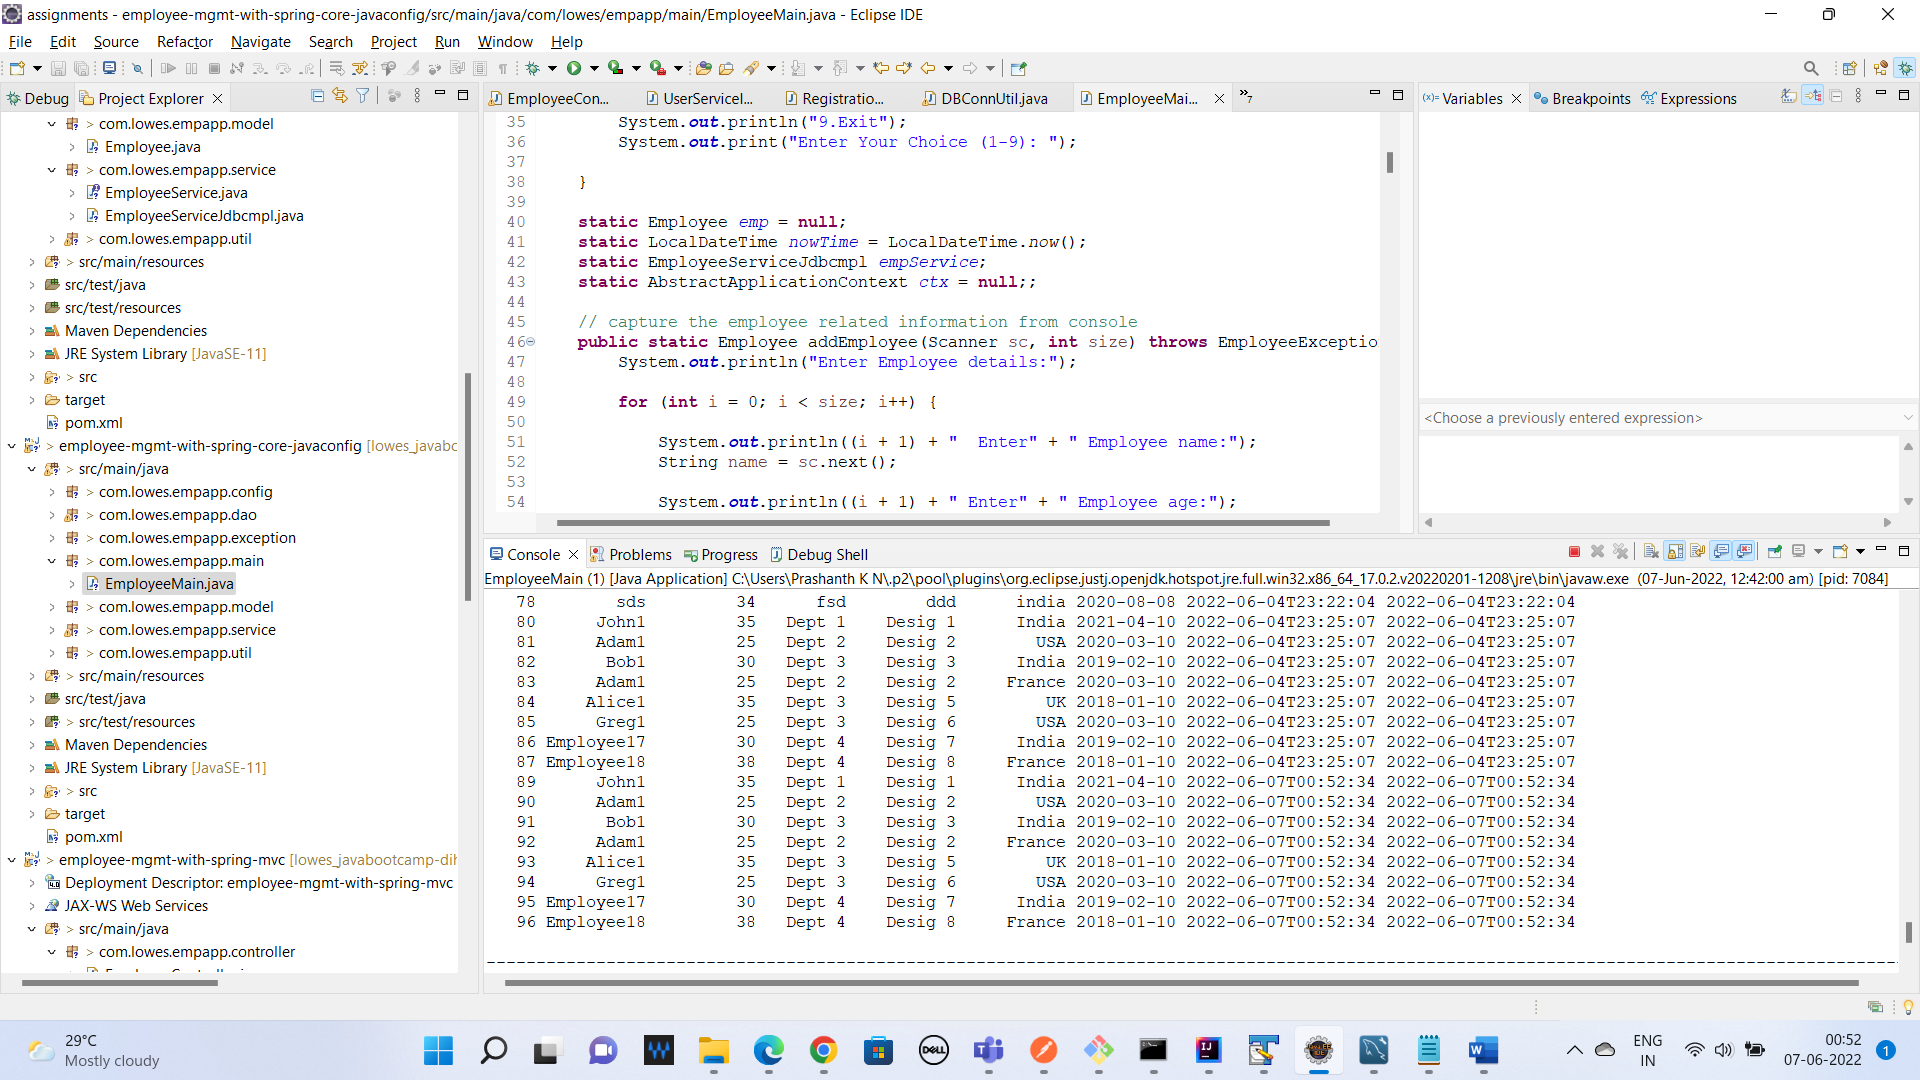 assignments - employee-mgmt-with-spring-core-javaconfig/src/main/java/com/lowes/empapp/main/EmployeeMain.java - Eclipse IDE
File Edit Source Refactor Navigate Search Project Run Window Help
Debug Project Explorer
> com.lowes.empapp.model
Employee.java
> com.lowes.empapp.service
EmployeeService.java
EmployeeServiceJdbcmpl.java
> com.lowes.empapp.util
> src/main/resources
src/test/java
src/test/resources
Maven Dependencies
JRE System Library [JavaSE-11]
> src
target
pom.xml
> employee-mgmt-with-spring-core-javaconfig [lowes_javabc
> src/main/java
> com.lowes.empapp.config
> com.lowes.empapp.dao
> com.lowes.empapp.exception
> com.lowes.empapp.main
EmployeeMain.java
> com.lowes.empapp.model
> com.lowes.empapp.service
> com.lowes.empapp.util
> src/main/resources
src/test/java
> src/test/resources
Maven Dependencies
JRE System Library [JavaSE-11]
> src
target
pom.xml
> employee-mgmt-with-spring-mvc [lowes_javabootcamp-dih
Deployment Descriptor: employee-mgmt-with-spring-mvc
JAX-WS Web Services
> src/main/java
> com.lowes.empapp.controller
EmployeeCon... UserServiceI... Registratio... DBConnUtil.java EmployeeMai... »7
35 System.out.println("9.Exit");
36 System.out.print("Enter Your Choice (1-9): ");
37
38 }
39
40 static Employee emp = null;
41 static LocalDateTime nowTime = LocalDateTime.now();
42 static EmployeeServiceJdbcmpl empService;
43 static AbstractApplicationContext ctx = null;;
44
45 // capture the employee related information from console
46 public static Employee addEmployee(Scanner sc, int size) throws EmployeeExceptio
47 System.out.println("Enter Employee details:");
48
49 for (int i = 0; i < size; i++) {
50
51 System.out.println((i + 1) + "  Enter" + " Employee name:");
52 String name = sc.next();
53
54 System.out.println((i + 1) + " Enter" + " Employee age:");
(x)= Variables Breakpoints Expressions
<Choose a previously entered expression>
Console Problems Progress Debug Shell
EmployeeMain (1) [Java Application] C:\Users\Prashanth K N\.p2\pool\plugins\org.eclipse.justj.openjdk.hotspot.jre.full.win32.x86_64_17.0.2.v20220201-1208\jre\bin\javaw.exe (07-Jun-2022, 12:42:00 am) [pid: 7084]
78 sds 34 fsd ddd india 2020-08-08 2022-06-04T23:22:04 2022-06-04T23:22:04
80 John1 35 Dept 1 Desig 1 India 2021-04-10 2022-06-04T23:25:07 2022-06-04T23:25:07
81 Adam1 25 Dept 2 Desig 2 USA 2020-03-10 2022-06-04T23:25:07 2022-06-04T23:25:07
82 Bob1 30 Dept 3 Desig 3 India 2019-02-10 2022-06-04T23:25:07 2022-06-04T23:25:07
83 Adam1 25 Dept 2 Desig 2 France 2020-03-10 2022-06-04T23:25:07 2022-06-04T23:25:07
84 Alice1 35 Dept 3 Desig 5 UK 2018-01-10 2022-06-04T23:25:07 2022-06-04T23:25:07
85 Greg1 25 Dept 3 Desig 6 USA 2020-03-10 2022-06-04T23:25:07 2022-06-04T23:25:07
86 Employee17 30 Dept 4 Desig 7 India 2019-02-10 2022-06-04T23:25:07 2022-06-04T23:25:07
87 Employee18 38 Dept 4 Desig 8 France 2018-01-10 2022-06-04T23:25:07 2022-06-04T23:25:07
89 John1 35 Dept 1 Desig 1 India 2021-04-10 2022-06-07T00:52:34 2022-06-07T00:52:34
90 Adam1 25 Dept 2 Desig 2 USA 2020-03-10 2022-06-07T00:52:34 2022-06-07T00:52:34
91 Bob1 30 Dept 3 Desig 3 India 2019-02-10 2022-06-07T00:52:34 2022-06-07T00:52:34
92 Adam1 25 Dept 2 Desig 2 France 2020-03-10 2022-06-07T00:52:34 2022-06-07T00:52:34
93 Alice1 35 Dept 3 Desig 5 UK 2018-01-10 2022-06-07T00:52:34 2022-06-07T00:52:34
94 Greg1 25 Dept 3 Desig 6 USA 2020-03-10 2022-06-07T00:52:34 2022-06-07T00:52:34
95 Employee17 30 Dept 4 Desig 7 India 2019-02-10 2022-06-07T00:52:34 2022-06-07T00:52:34
96 Employee18 38 Dept 4 Desig 8 France 2018-01-10 2022-06-07T00:52:34 2022-06-07T00:52:34
29°C
Mostly cloudy
DELL
ENG
IN
00:52
07-06-2022
1